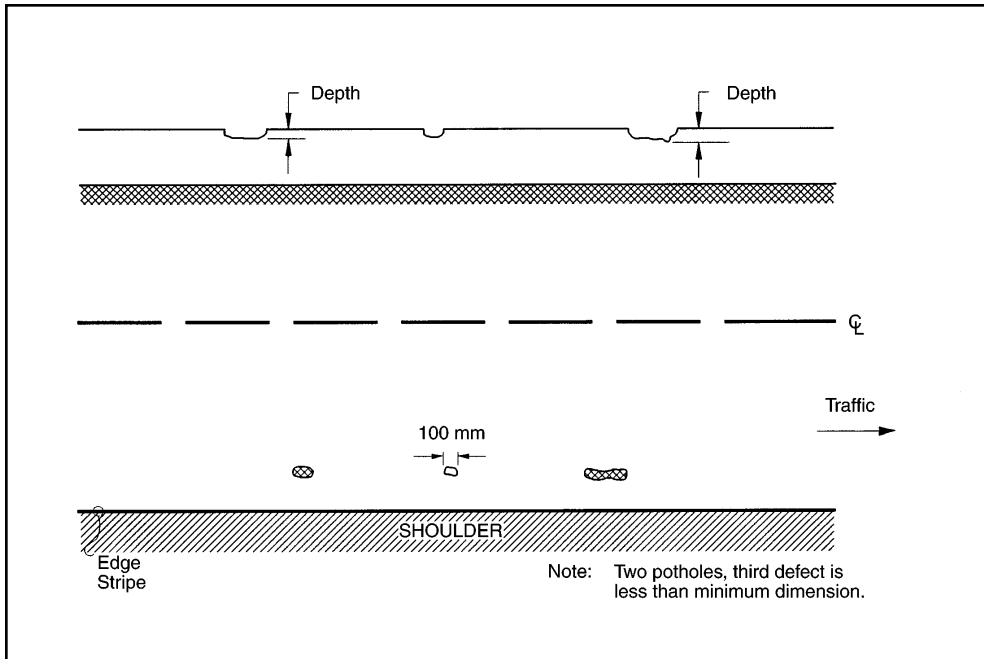 Depth
Depth
℄
Traffic
100 mm
SHOULDER
Edge
Stripe
Note: Two potholes, third defect is
less than minimum dimension.